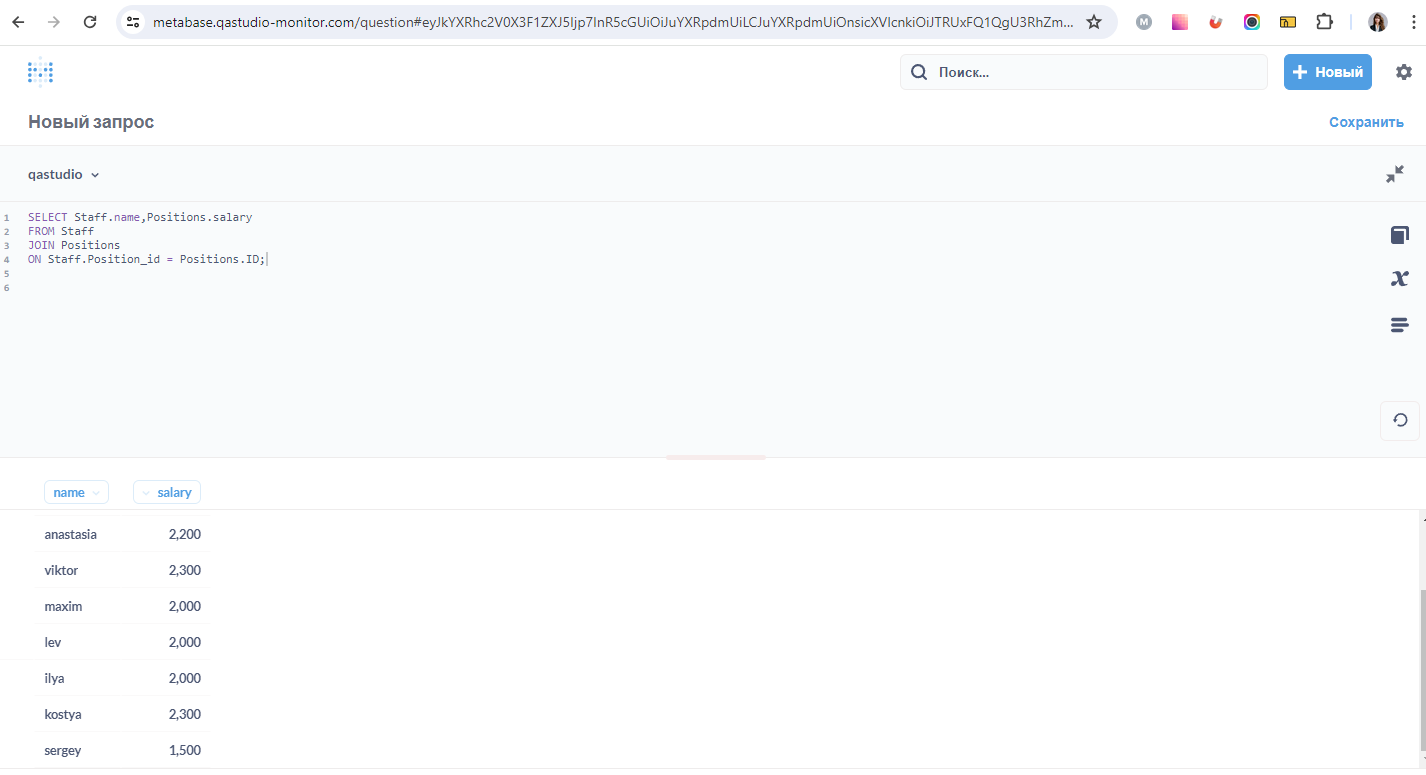 metabase.qastudio-monitor.com/question#eyJkYXRhc2V0X3F1ZXJ5Ijp7InR5cGUiOiJuYXRpdmUiLCJuYXRpdmUiOnsicXVlcnkiOiJTRUxFQ1QgU3RhZm...
M
Поиск...
Новый
Новый запрос
Сохранить
qastudio
1 SELECT Staff.name,Positions.salary
2 FROM Staff
3 JOIN Positions
4 ON Staff.Position_id = Positions.ID;
5
6
name salary
anastasia 2,200
viktor 2,300
maxim 2,000
lev 2,000
ilya 2,000
kostya 2,300
sergey 1,500